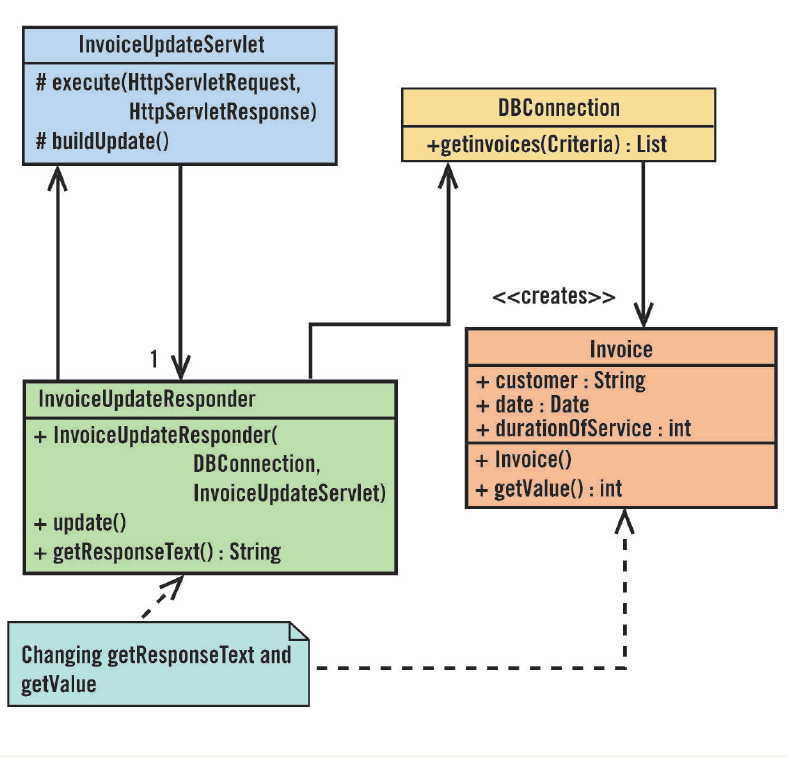 InvoiceUpdateServlet
# execute(HttpServletRequest,
HttpServletResponse)
# buildUpdate()
DBConnection
+getinvoices(Criteria) : List
<<creates>>
1
Invoice
+ customer : String
+ date : Date
+ durationOfService : int
+ Invoice()
+ getValue() : int
InvoiceUpdateResponder
+ InvoiceUpdateResponder(
DBConnection,
InvoiceUpdateServlet)
+ update()
+ getResponseText() : String
Changing getResponseText and
getValue